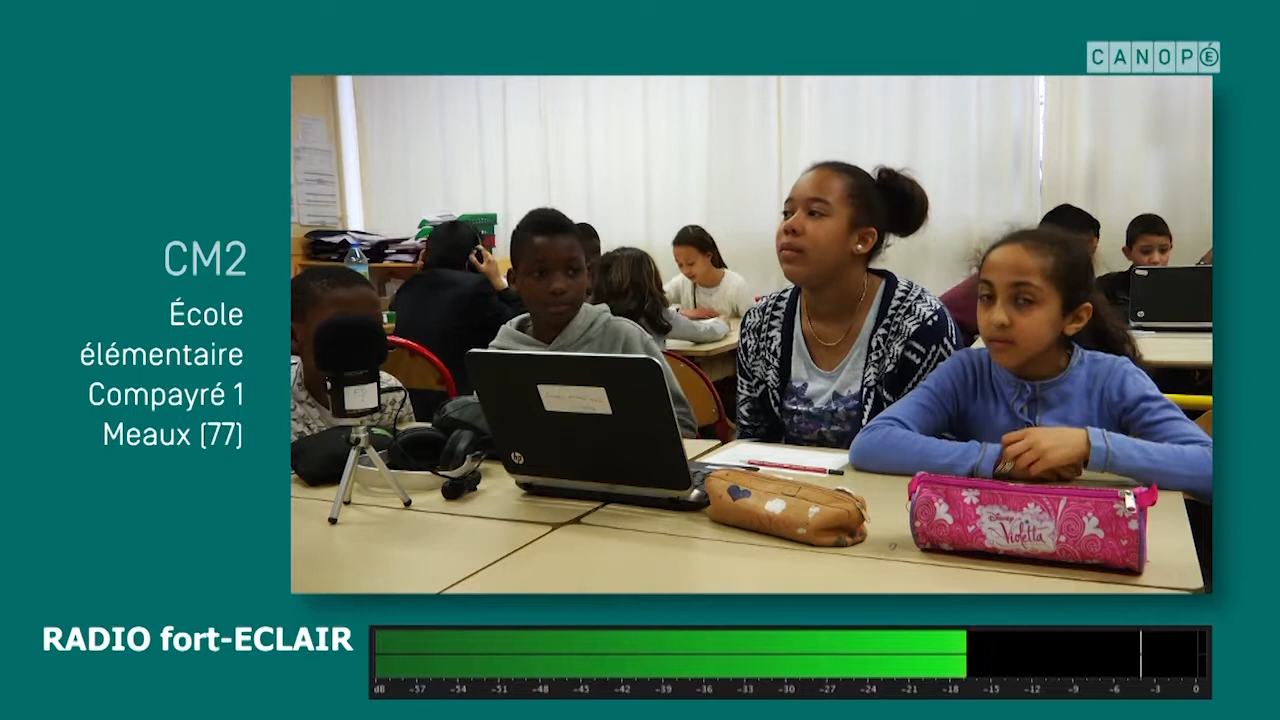 CANOPÉ
CM2
École
élémentaire
Compayré 1
Meaux (77)
hp
Disney
Violetta
RADIO fort-ECLAIR
dB -57 -54 -51 -48 -45 -42 -39 -36 -33 -30 -27 -24 -21 -18 -15 -12 -9 -6 -3 0